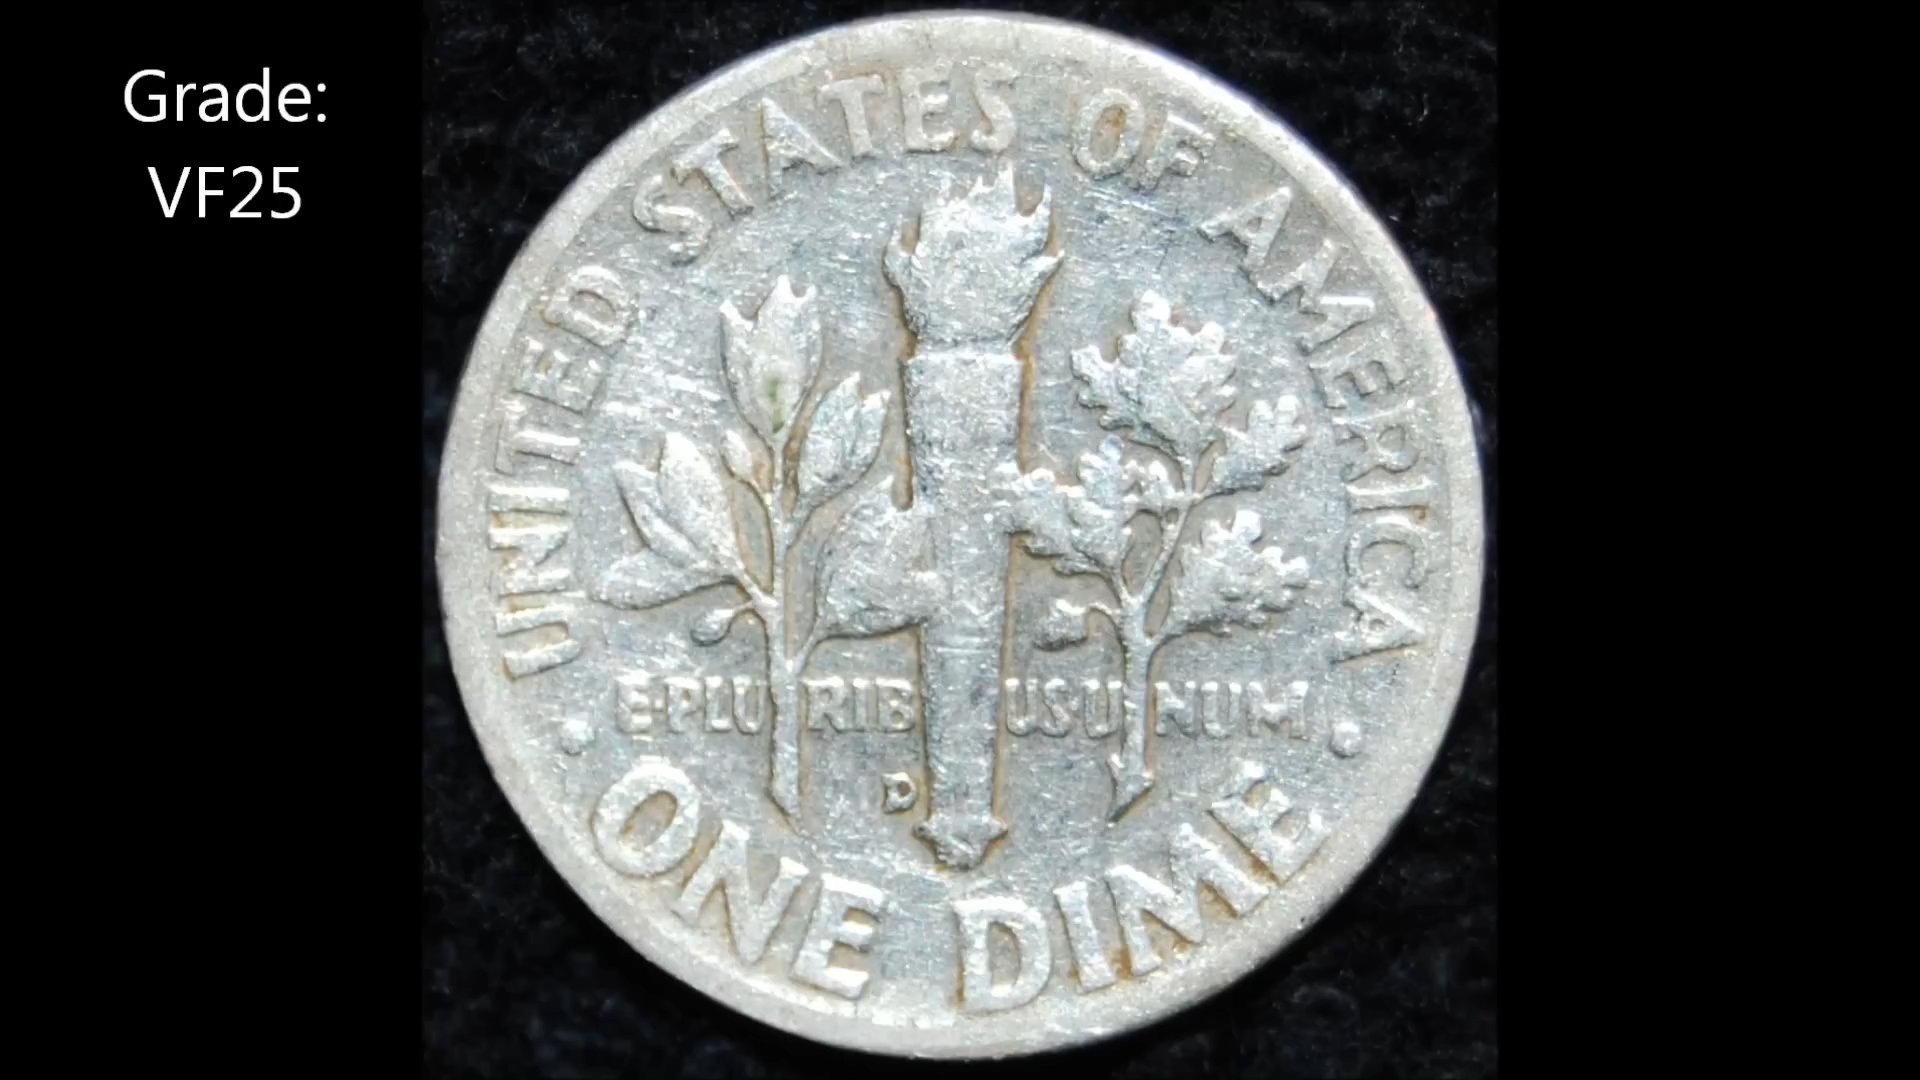 Grade:
VF25
UNITED STATES OF AMERICA
E PLURIBUS UNUM
D
· ONE DIME ·